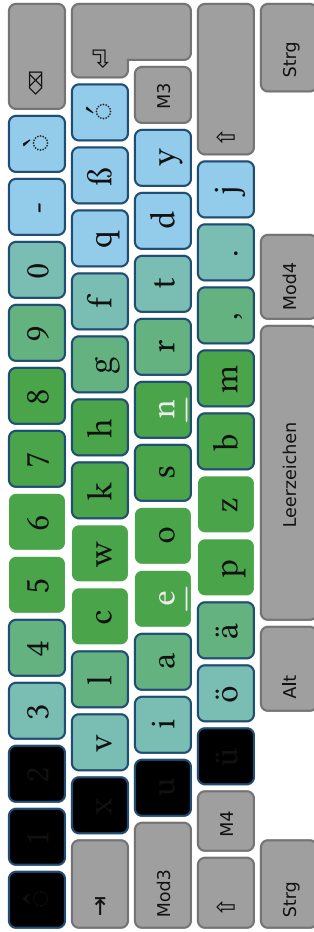 ◌̂ 1 2 3 4 5 6 7 8 9 0 - ◌̀ ⌫
⇥ x v l c w k h g f q ß ◌́ ⏎
Mod3 u i a e o s n r t d y M3
⇧ M4 ü ö ä p z b m , . j ⇧
Strg Alt Leerzeichen Mod4 Strg